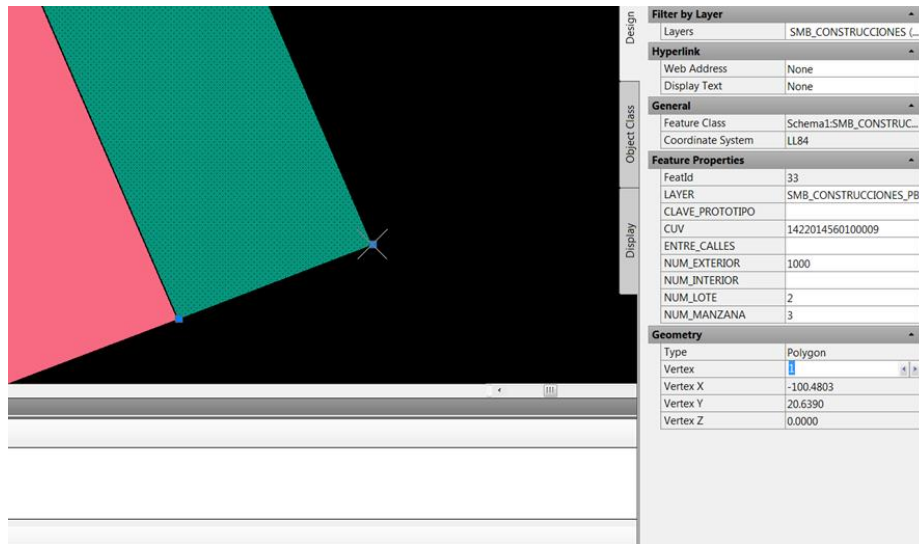 Design
Object Class
Display
Filter by Layer
Layers SMB_CONSTRUCCIONES (...
Hyperlink
Web Address None
Display Text None
General
Feature Class Schema1:SMB_CONSTRUC...
Coordinate System LL84
Feature Properties
FeatId 33
LAYER SMB_CONSTRUCCIONES_PB
CLAVE_PROTOTIPO
CUV 1422014560100009
ENTRE_CALLES
NUM_EXTERIOR 1000
NUM_INTERIOR
NUM_LOTE 2
NUM_MANZANA 3
Geometry
Type Polygon
Vertex 1
Vertex X -100.4803
Vertex Y 20.6390
Vertex Z 0.0000